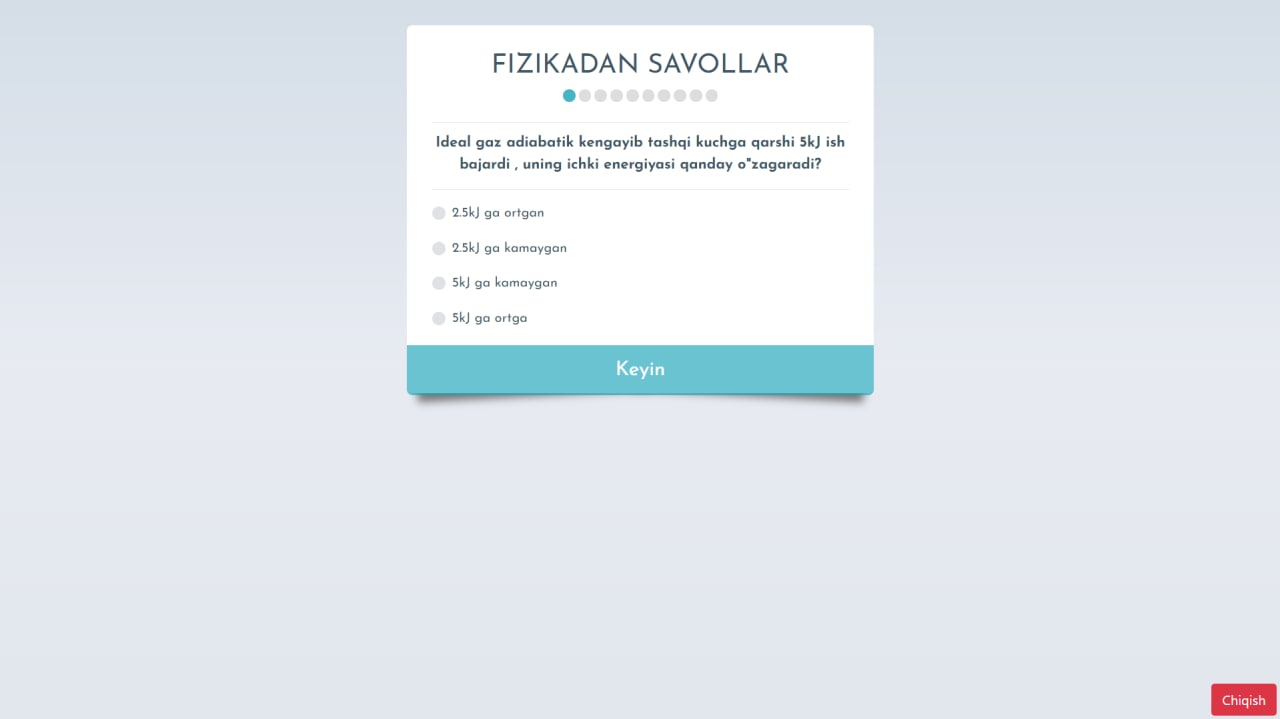 FIZIKADAN SAVOLLAR
Ideal gaz adiabatik kengayib tashqi kuchga qarshi 5kJ ish
bajardi , uning ichki energiyasi qanday o"zagaradi?
2.5kJ ga ortgan
2.5kJ ga kamaygan
5kJ ga kamaygan
5kJ ga ortga
Keyin
Chiqish